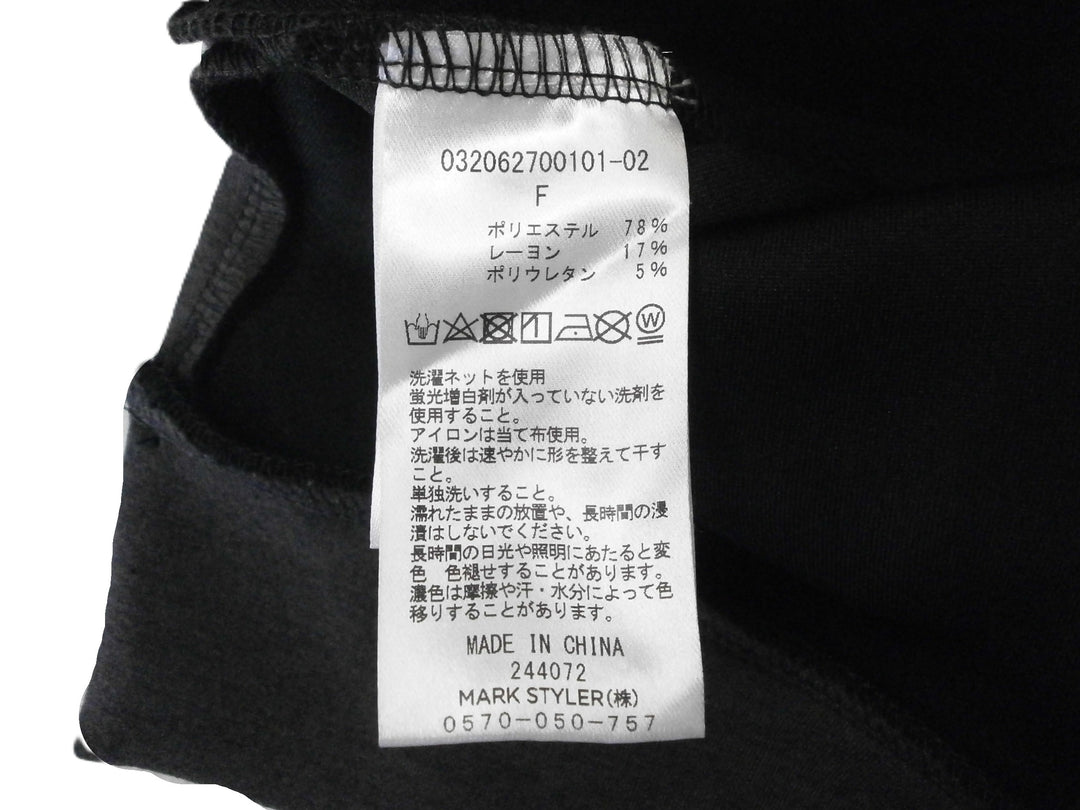 032062700101-02
F
ポリエステル 78%
レーヨン 17%
ポリウレタン 5%
W
洗濯ネットを使用
蛍光増白剤が入っていない洗剤を
使用すること。
アイロンは当て布使用。
洗濯後は速やかに形を整えて干す
こと。
単独洗いすること。
濡れたままの放置や、長時間の浸
漬はしないでください。
長時間の日光や照明にあたると変
色 色褪せすることがあります。
濃色は摩擦や汗・水分によって色
移りすることがあります。
MADE IN CHINA
244072
MARK STYLER(株)
0570-050-757